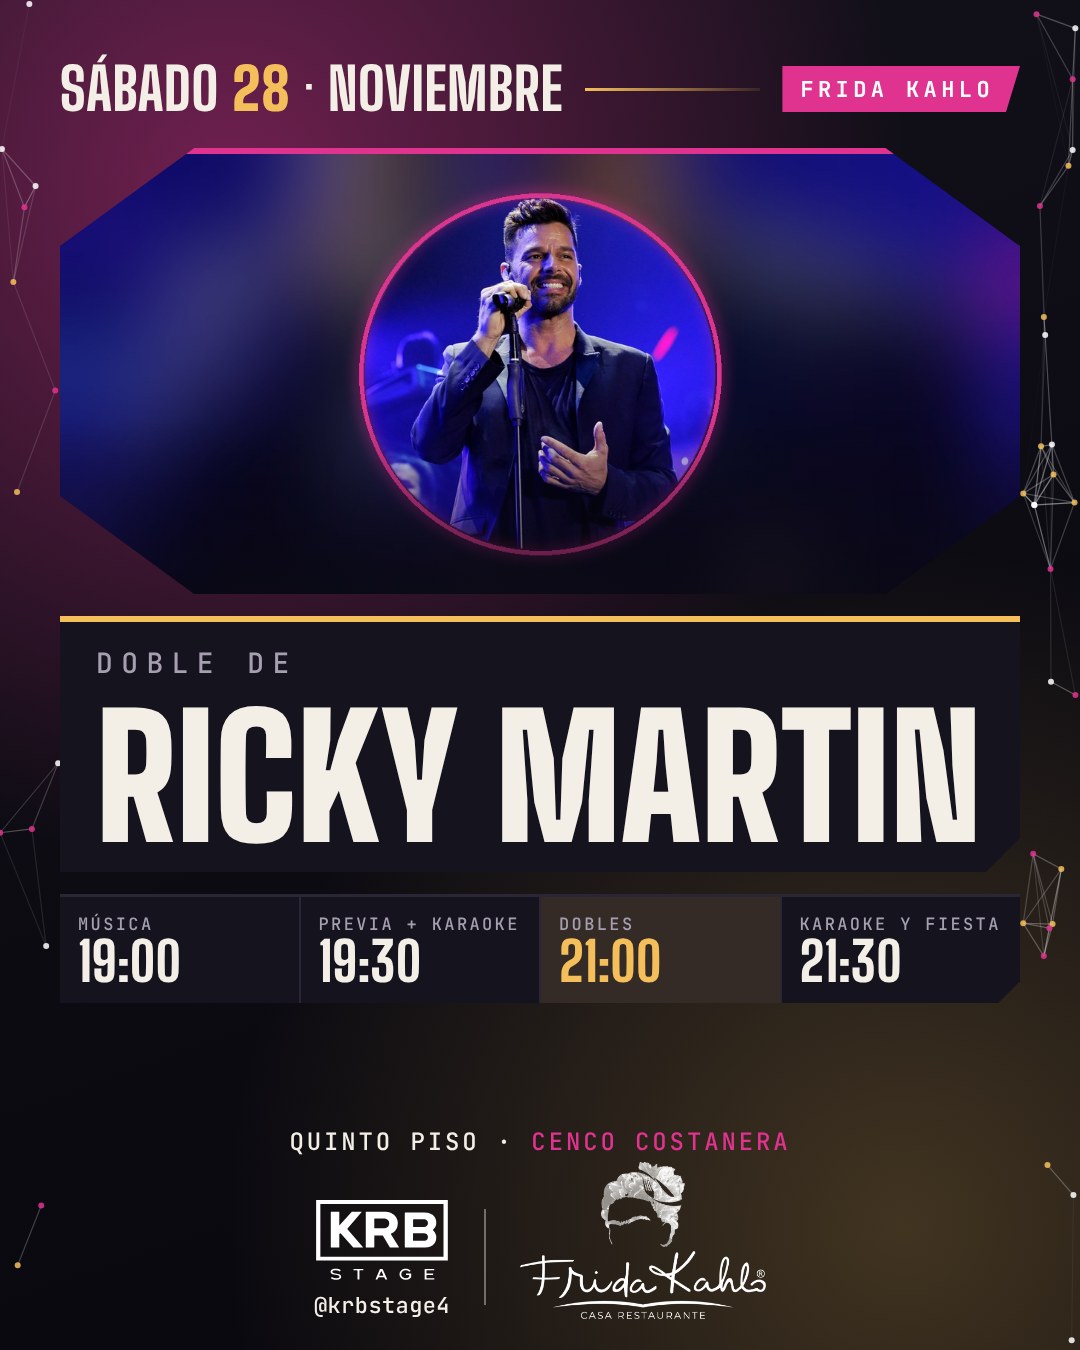 SÁBADO 28 · NOVIEMBRE
FRIDA KAHLO
DOBLE DE
RICKY MARTIN
MÚSICA
19:00
PREVIA + KARAOKE
19:30
DOBLES
21:00
KARAOKE Y FIESTA
21:30
QUINTO PISO · CENCO COSTANERA
KRB
STAGE
@krbstage4
Frida Kahlo®
CASA RESTAURANTE